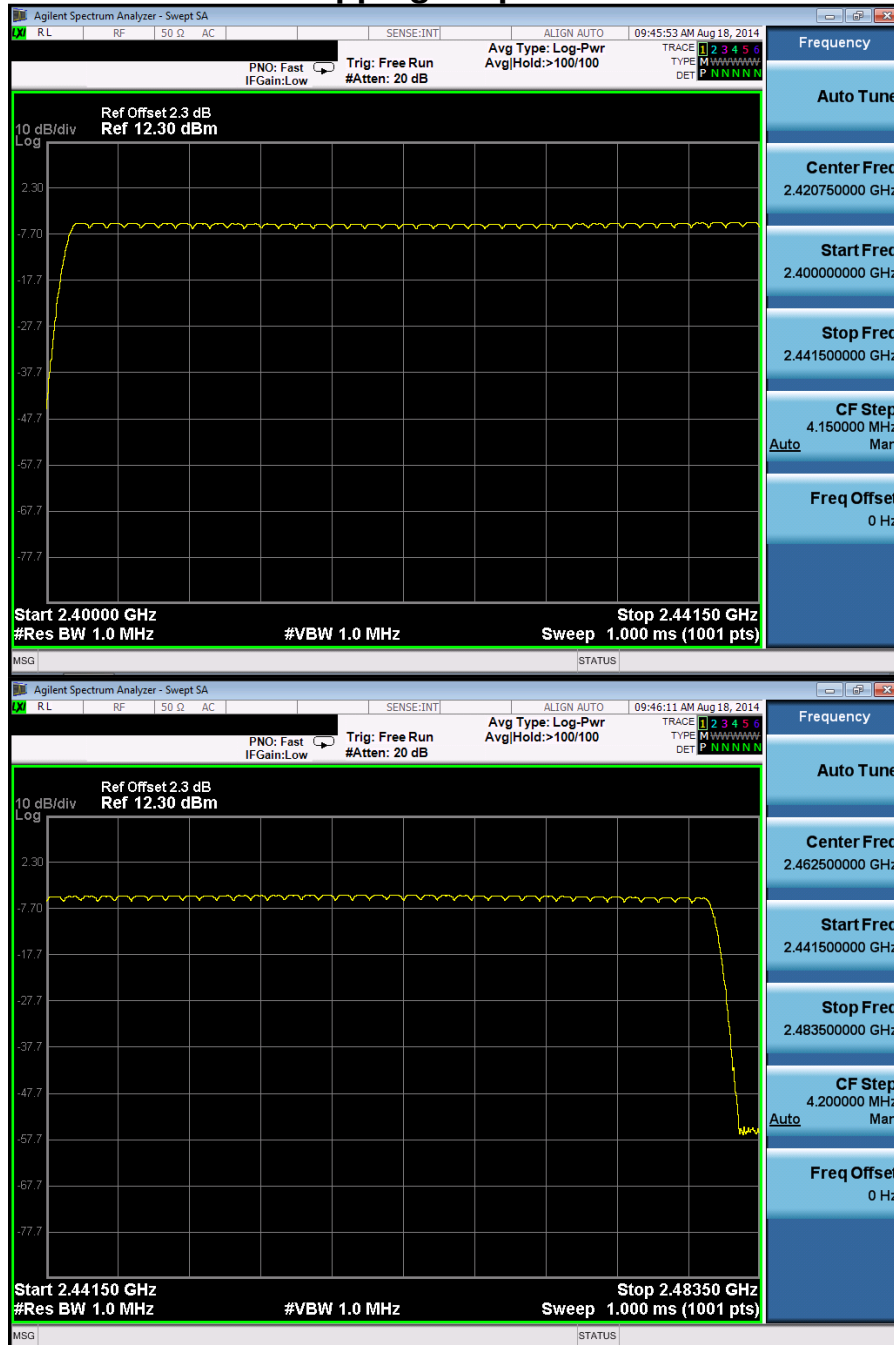 Agilent Spectrum Analyzer - Swept SA
LXI RL RF 50 Ω AC SENSE:INT ALIGN AUTO 09:45:53 AM Aug 18, 2014
PNO: Fast
IFGain:Low
Trig: Free Run
#Atten: 20 dB
Avg Type: Log-Pwr
Avg|Hold:>100/100
TRACE 1 2 3 4 5 6
TYPE M WWWWW
DET P N N N N N
Ref Offset 2.3 dB
10 dB/div Ref 12.30 dBm
Log
2.30
-7.70
-17.7
-27.7
-37.7
-47.7
-57.7
-67.7
-77.7
Start 2.40000 GHz Stop 2.44150 GHz
#Res BW 1.0 MHz #VBW 1.0 MHz Sweep 1.000 ms (1001 pts)
MSG STATUS
Frequency
Auto Tune
Center Freq
2.420750000 GHz
Start Freq
2.400000000 GHz
Stop Freq
2.441500000 GHz
CF Step
4.150000 MHz
Auto Man
Freq Offset
0 Hz
Agilent Spectrum Analyzer - Swept SA
LXI RL RF 50 Ω AC SENSE:INT ALIGN AUTO 09:46:11 AM Aug 18, 2014
PNO: Fast
IFGain:Low
Trig: Free Run
#Atten: 20 dB
Avg Type: Log-Pwr
Avg|Hold:>100/100
TRACE 1 2 3 4 5 6
TYPE M WWWWW
DET P N N N N N
Ref Offset 2.3 dB
10 dB/div Ref 12.30 dBm
Log
2.30
-7.70
-17.7
-27.7
-37.7
-47.7
-57.7
-67.7
-77.7
Start 2.44150 GHz Stop 2.48350 GHz
#Res BW 1.0 MHz #VBW 1.0 MHz Sweep 1.000 ms (1001 pts)
MSG STATUS
Frequency
Auto Tune
Center Freq
2.462500000 GHz
Start Freq
2.441500000 GHz
Stop Freq
2.483500000 GHz
CF Step
4.200000 MHz
Auto Man
Freq Offset
0 Hz